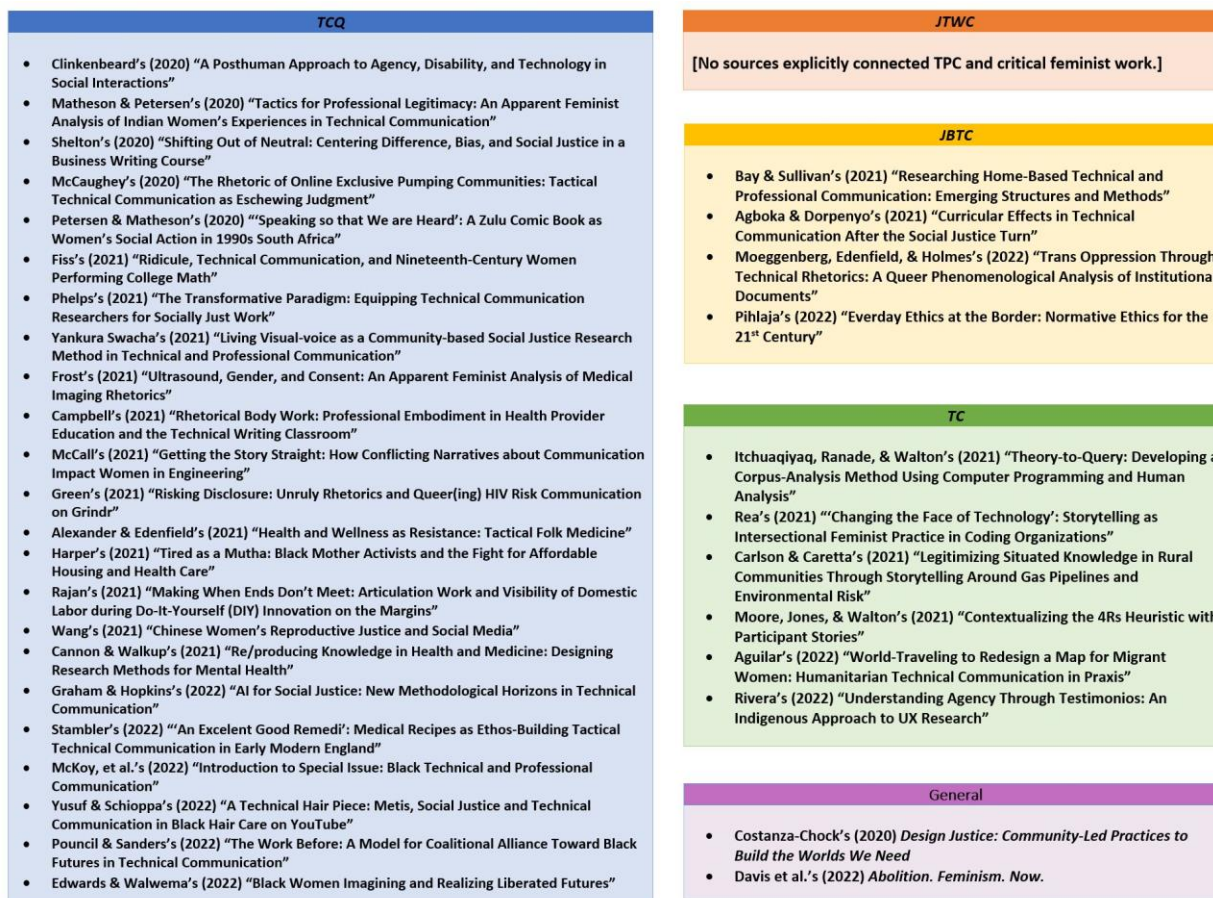 TCQ
• Clinkenbeard’s (2020) “A Posthuman Approach to Agency, Disability, and Technology in
Social Interactions”
• Matheson & Petersen’s (2020) “Tactics for Professional Legitimacy: An Apparent Feminist
Analysis of Indian Women’s Experiences in Technical Communication”
• Shelton’s (2020) “Shifting Out of Neutral: Centering Difference, Bias, and Social Justice in a
Business Writing Course”
• McCaughey’s (2020) “The Rhetoric of Online Exclusive Pumping Communities: Tactical
Technical Communication as Eschewing Judgment”
• Petersen & Matheson’s (2020) “‘Speaking so that We are Heard’: A Zulu Comic Book as
Women’s Social Action in 1990s South Africa”
• Fiss’s (2021) “Ridicule, Technical Communication, and Nineteenth-Century Women
Performing College Math”
• Phelps’s (2021) “The Transformative Paradigm: Equipping Technical Communication
Researchers for Socially Just Work”
• Yankura Swacha’s (2021) “Living Visual-voice as a Community-based Social Justice Research
Method in Technical and Professional Communication”
• Frost’s (2021) “Ultrasound, Gender, and Consent: An Apparent Feminist Analysis of Medical
Imaging Rhetorics”
• Campbell’s (2021) “Rhetorical Body Work: Professional Embodiment in Health Provider
Education and the Technical Writing Classroom”
• McCall’s (2021) “Getting the Story Straight: How Conflicting Narratives about Communication
Impact Women in Engineering”
• Green’s (2021) “Risking Disclosure: Unruly Rhetorics and Queer(ing) HIV Risk Communication
on Grindr”
• Alexander & Edenfield’s (2021) “Health and Wellness as Resistance: Tactical Folk Medicine”
• Harper’s (2021) “Tired as a Mutha: Black Mother Activists and the Fight for Affordable
Housing and Health Care”
• Rajan’s (2021) “Making When Ends Don’t Meet: Articulation Work and Visibility of Domestic
Labor during Do-It-Yourself (DIY) Innovation on the Margins”
• Wang’s (2021) “Chinese Women’s Reproductive Justice and Social Media”
• Cannon & Walkup’s (2021) “Re/producing Knowledge in Health and Medicine: Designing
Research Methods for Mental Health”
• Graham & Hopkins’s (2022) “AI for Social Justice: New Methodological Horizons in Technical
Communication”
• Stambler’s (2022) “‘An Excelent Good Remedi’: Medical Recipes as Ethos-Building Tactical
Technical Communication in Early Modern England”
• McKoy, et al.’s (2022) “Introduction to Special Issue: Black Technical and Professional
Communication”
• Yusuf & Schioppa’s (2022) “A Technical Hair Piece: Metis, Social Justice and Technical
Communication in Black Hair Care on YouTube”
• Pouncil & Sanders’s (2022) “The Work Before: A Model for Coalitional Alliance Toward Black
Futures in Technical Communication”
• Edwards & Walwema’s (2022) “Black Women Imagining and Realizing Liberated Futures”
JTWC
[No sources explicitly connected TPC and critical feminist work.]
JBTC
• Bay & Sullivan’s (2021) “Researching Home-Based Technical and
Professional Communication: Emerging Structures and Methods”
• Agboka & Dorpenyo’s (2021) “Curricular Effects in Technical
Communication After the Social Justice Turn”
• Moeggenberg, Edenfield, & Holmes’s (2022) “Trans Oppression Through
Technical Rhetorics: A Queer Phenomenological Analysis of Institutiona
Documents”
• Pihlaja’s (2022) “Everday Ethics at the Border: Normative Ethics for the
21st Century”
TC
• Itchuaqiyaq, Ranade, & Walton’s (2021) “Theory-to-Query: Developing a
Corpus-Analysis Method Using Computer Programming and Human
Analysis”
• Rea’s (2021) “‘Changing the Face of Technology’: Storytelling as
Intersectional Feminist Practice in Coding Organizations”
• Carlson & Caretta’s (2021) “Legitimizing Situated Knowledge in Rural
Communities Through Storytelling Around Gas Pipelines and
Environmental Risk”
• Moore, Jones, & Walton’s (2021) “Contextualizing the 4Rs Heuristic with
Participant Stories”
• Aguilar’s (2022) “World-Traveling to Redesign a Map for Migrant
Women: Humanitarian Technical Communication in Praxis”
• Rivera’s (2022) “Understanding Agency Through Testimonios: An
Indigenous Approach to UX Research”
General
• Costanza-Chock’s (2020) Design Justice: Community-Led Practices to
Build the Worlds We Need
• Davis et al.’s (2022) Abolition. Feminism. Now.